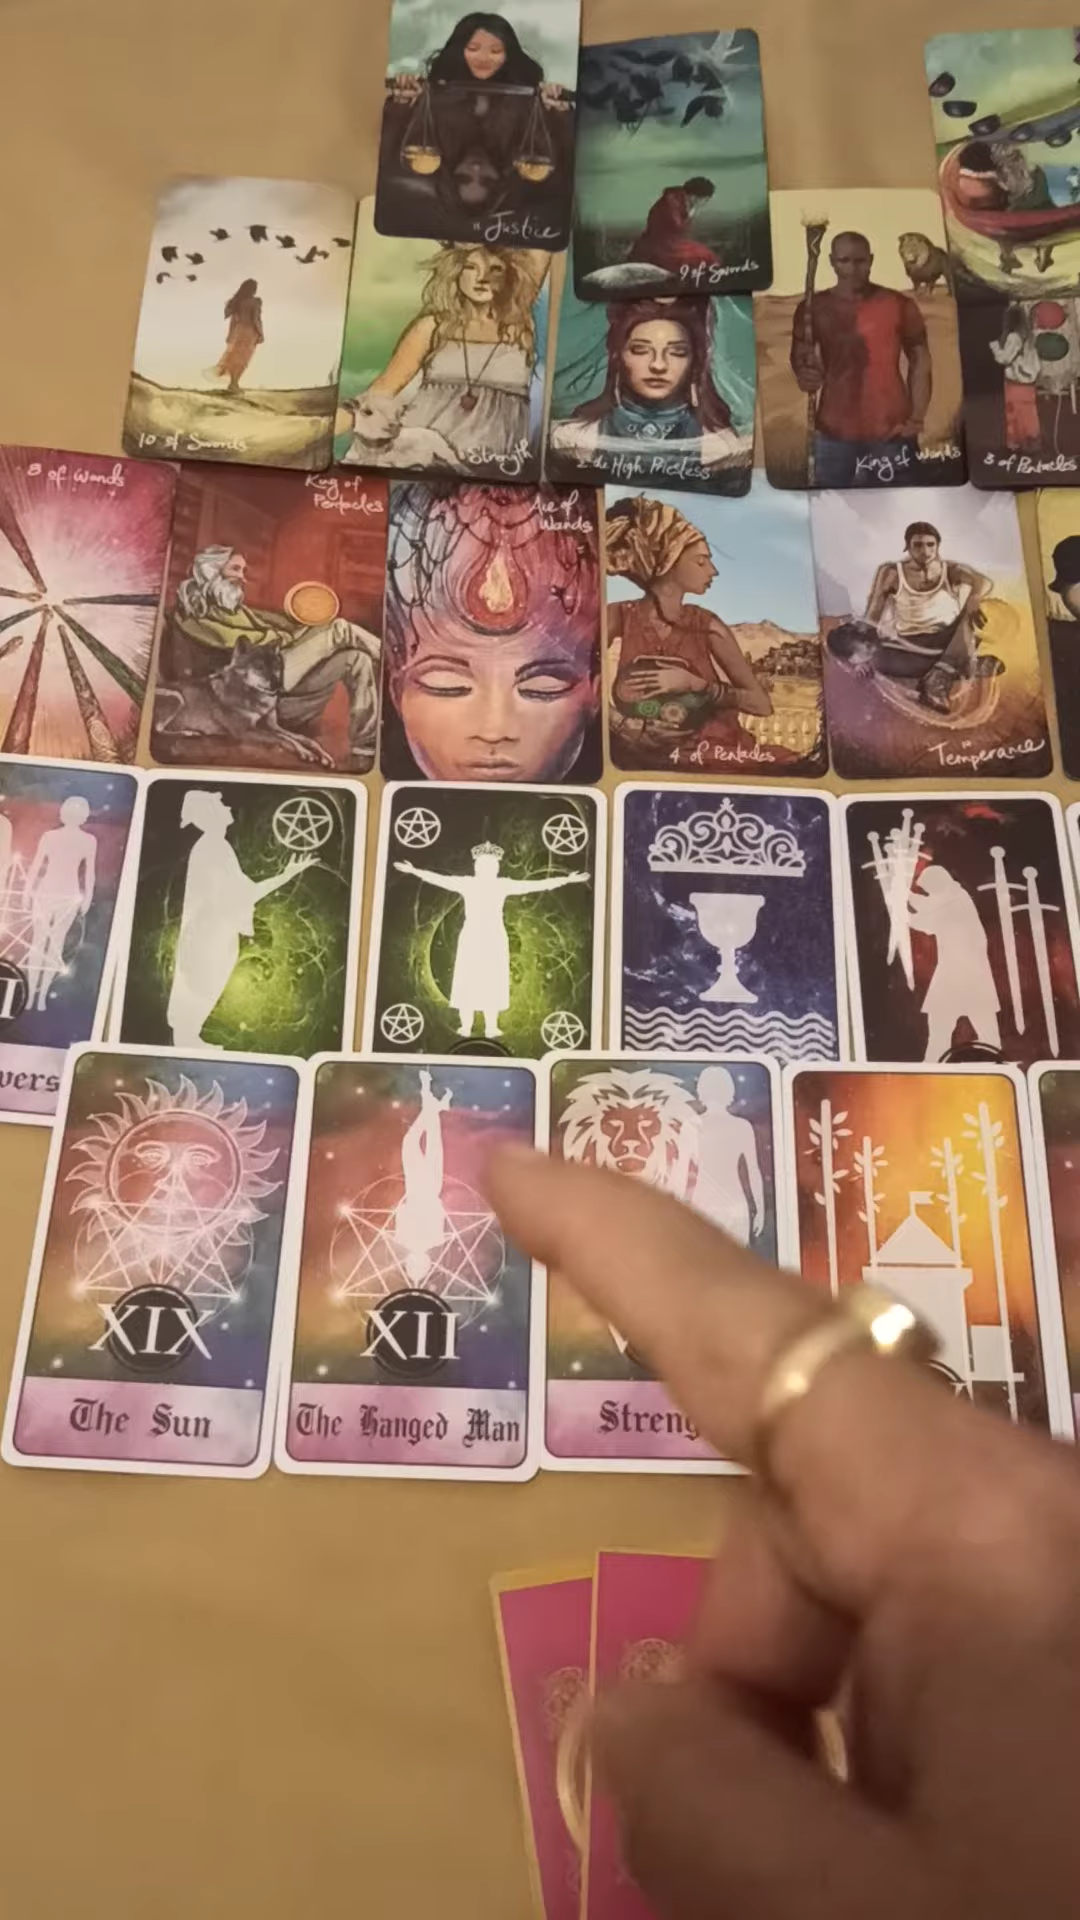 11 Justice
9 of Swords
10 of Swords
Strength
2 the High Priestess
King of Wands
3 of Pentacles
8 of Wands
King of
Pentacles
Ace of
Wands
4 of Pentacles
Temperance
XIX
The Sun
XII
The Hanged Man